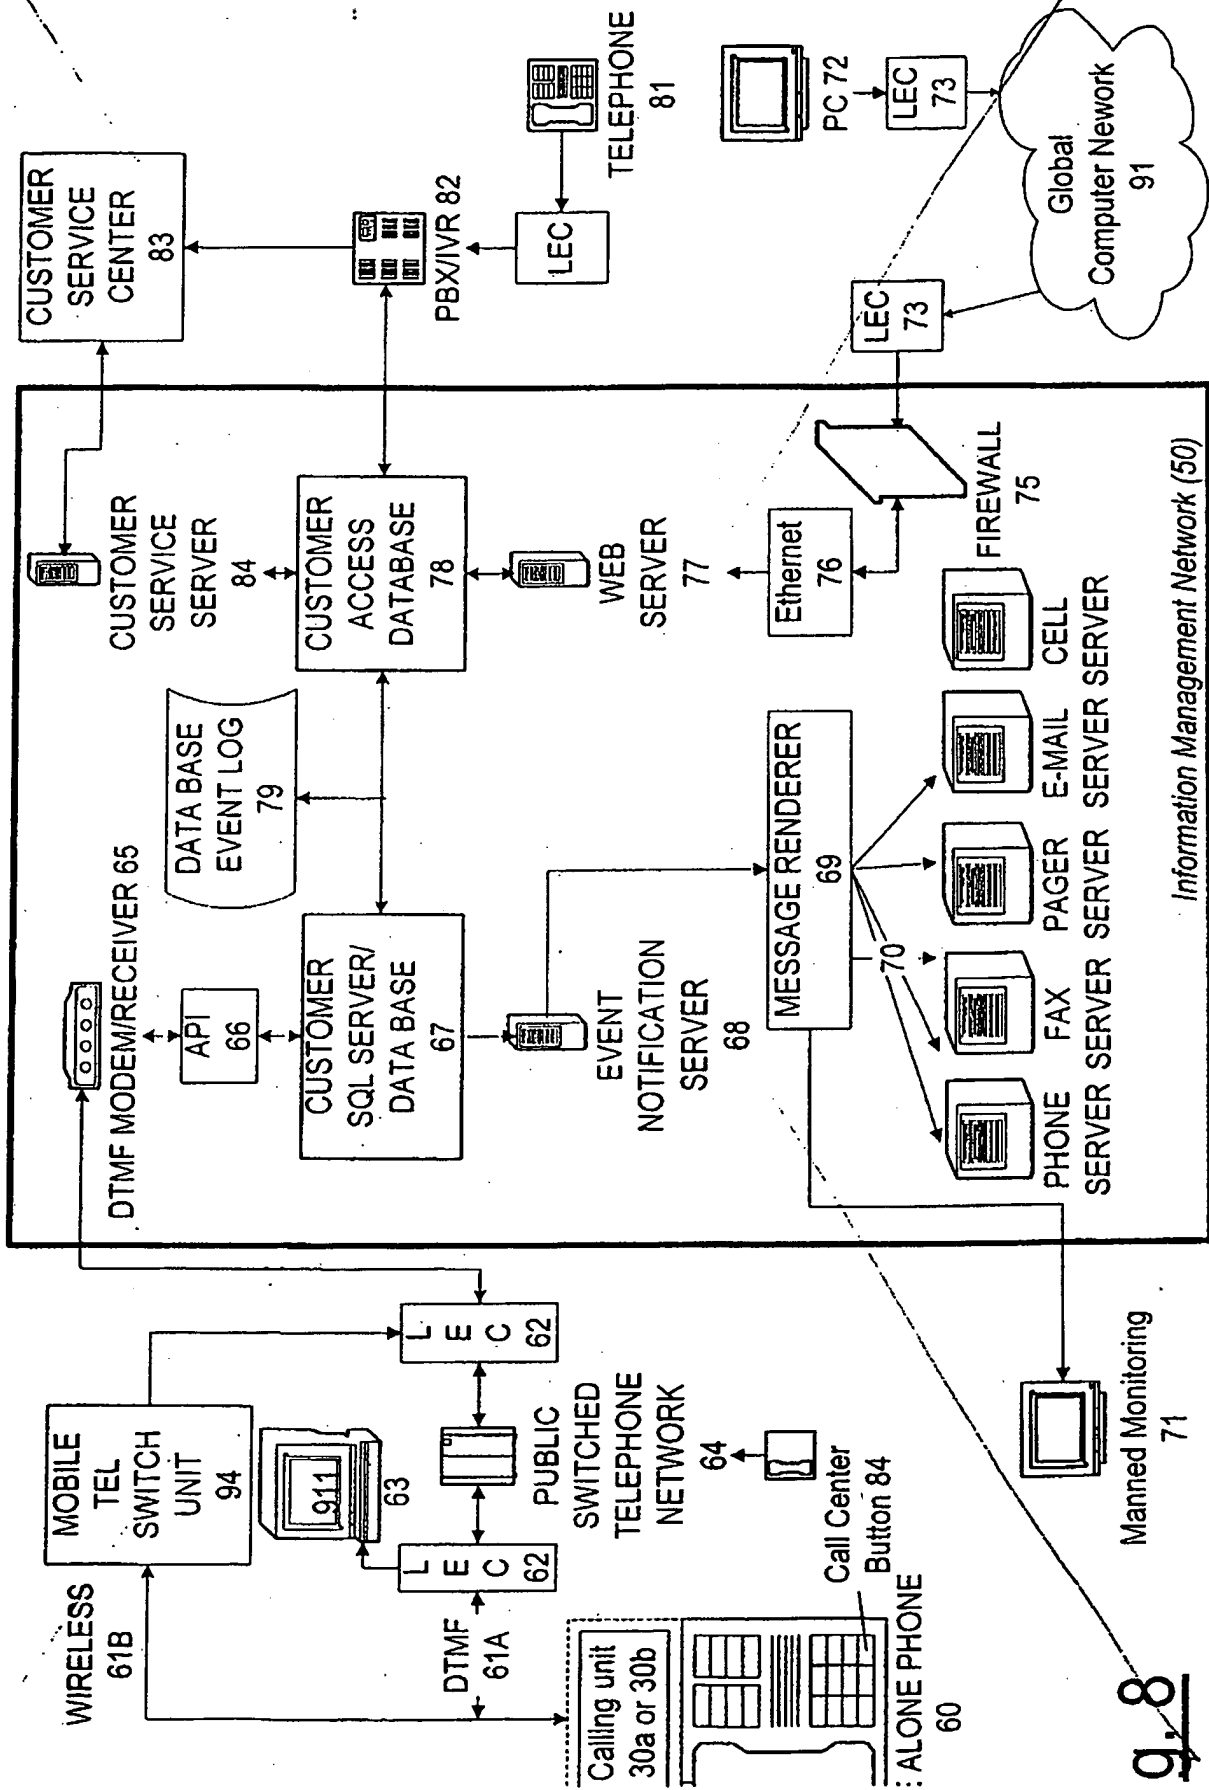 WIRELESS
61B
MOBILE
TEL
SWITCH
UNIT
94
911
63
DTMF
61A
L
E
C
62
L
E
C
62
PUBLIC
SWITCHED
TELEPHONE
NETWORK
64
Calling unit
30a or 30b
Call Center
Button 84
ALONE PHONE
60
Manned Monitoring
71
DTMF MODEM/RECEIVER 65
API
66
CUSTOMER
SQL SERVER/
DATA BASE
67
EVENT
NOTIFICATION
SERVER
68
DATA BASE
EVENT LOG
79
MESSAGE RENDERER
69
70
PHONE
SERVER
FAX
SERVER
PAGER
SERVER
E-MAIL
SERVER
CELL
SERVER
CUSTOMER
SERVICE
SERVER
84
CUSTOMER
ACCESS
DATABASE
78
WEB
SERVER
77
Ethernet
76
FIREWALL
75
Information Management Network (50)
CUSTOMER
SERVICE
CENTER
83
PBX/IVR 82
LEC
TELEPHONE
81
PC 72
LEC
73
LEC
73
Global
Computer Nework
91
g. 8